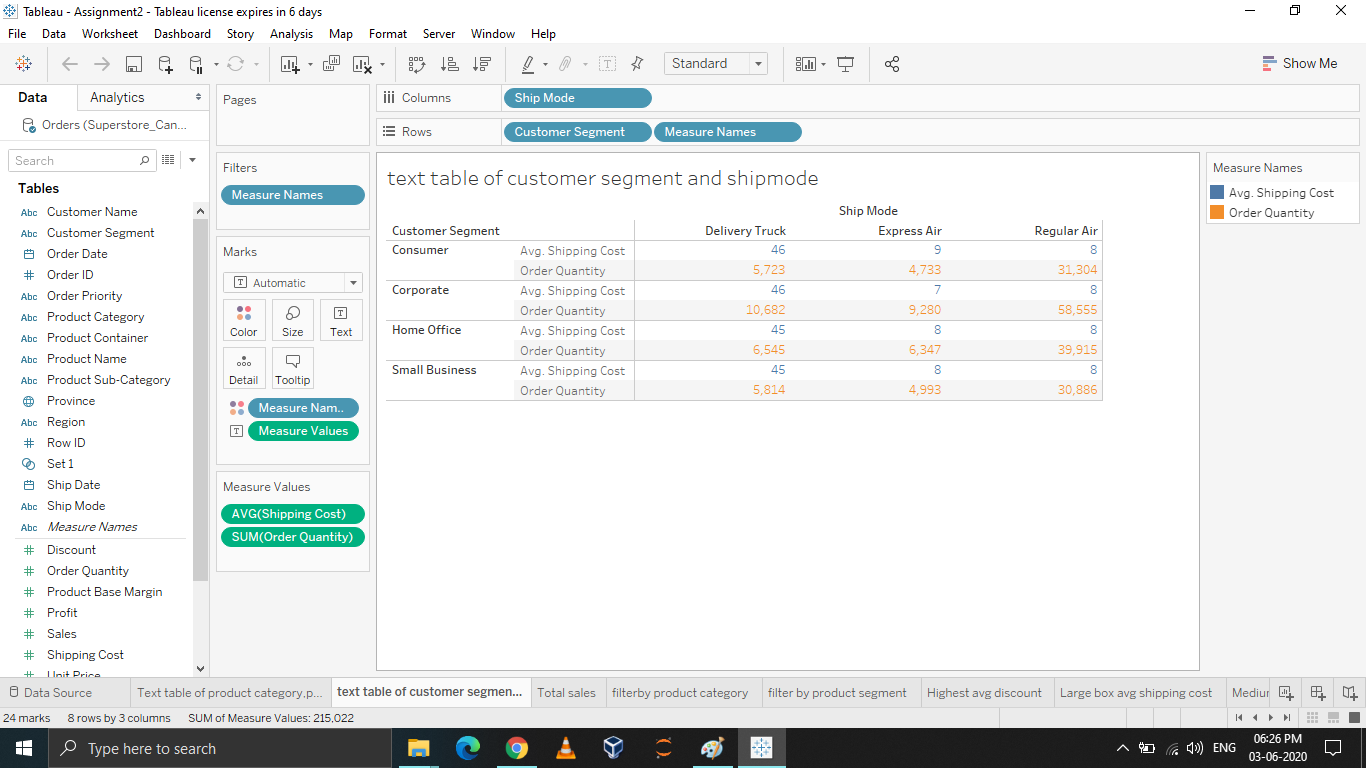 Tableau - Assignment2 - Tableau license expires in 6 days
File Data Worksheet Dashboard Story Analysis Map Format Server Window Help
Standard
Show Me
Data Analytics
Orders (Superstore_Can...
Search
Tables
Abc Customer Name
Abc Customer Segment
Order Date
# Order ID
Abc Order Priority
Abc Product Category
Abc Product Container
Abc Product Name
Abc Product Sub-Category
Province
Abc Region
# Row ID
Set 1
Ship Date
Abc Ship Mode
Abc Measure Names
# Discount
# Order Quantity
# Product Base Margin
# Profit
# Sales
# Shipping Cost
# Unit Price
Pages
Filters
Measure Names
Marks
T Automatic
Color Size Text
Detail Tooltip
Measure Nam..
T Measure Values
Measure Values
AVG(Shipping Cost)
SUM(Order Quantity)
Columns Ship Mode
Rows Customer Segment Measure Names
text table of customer segment and shipmode
Ship Mode
Customer Segment Delivery Truck Express Air Regular Air
Consumer Avg. Shipping Cost 46 9 8
Order Quantity 5,723 4,733 31,304
Corporate Avg. Shipping Cost 46 7 8
Order Quantity 10,682 9,280 58,555
Home Office Avg. Shipping Cost 45 8 8
Order Quantity 6,545 6,347 39,915
Small Business Avg. Shipping Cost 45 8 8
Order Quantity 5,814 4,993 30,886
Measure Names
Avg. Shipping Cost
Order Quantity
Data Source Text table of product category,p... text table of customer segmen... Total sales filterby product category filter by product segment Highest avg discount Large box avg shipping cost Mediur
24 marks 8 rows by 3 columns SUM of Measure Values: 215,022
Type here to search
ENG
06:26 PM
03-06-2020